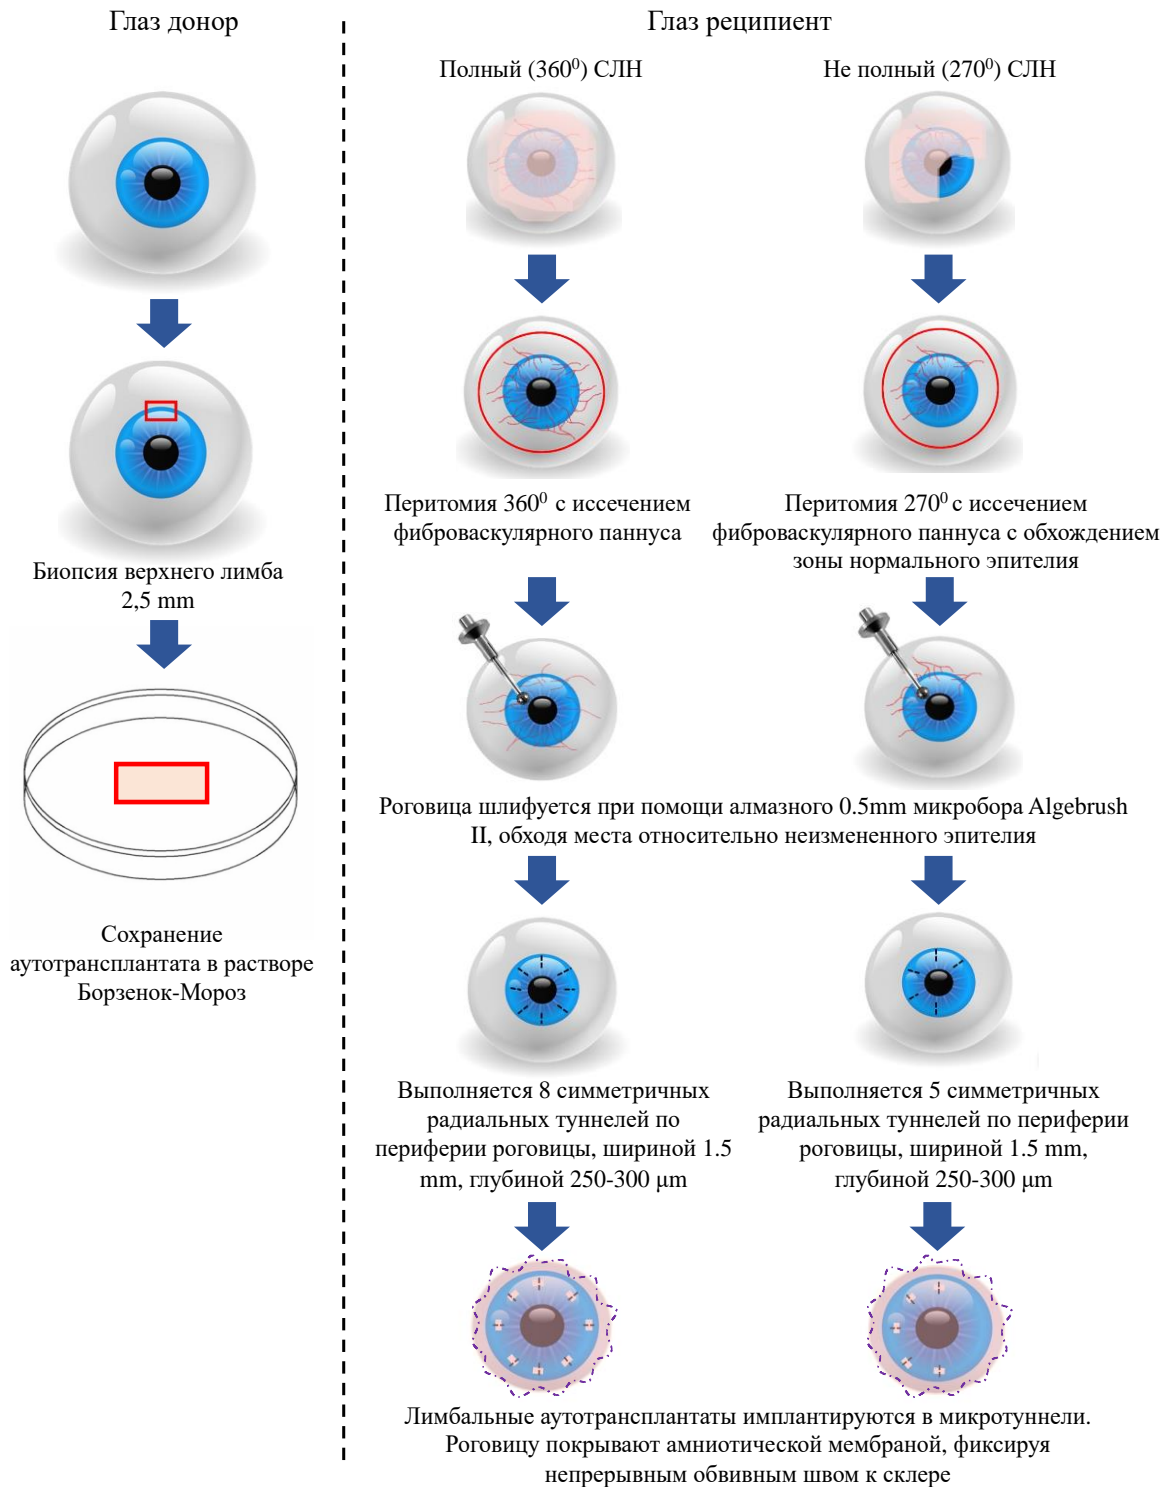 Глаз донор
Биопсия верхнего лимба
2,5 mm
Сохранение
аутотрансплантата в растворе
Борзенок-Мороз
Глаз реципиент
Полный (360⁰) СЛН
Не полный (270⁰) СЛН
Перитомия 360⁰ с иссечением
фиброваскулярного паннуса
Перитомия 270⁰ с иссечением
фиброваскулярного паннуса с обхождением
зоны нормального эпителия
Роговица шлифуется при помощи алмазного 0.5mm микробора Algebrush
II, обходя места относительно неизмененного эпителия
Выполняется 8 симметричных
радиальных туннелей по
периферии роговицы, шириной 1.5
mm, глубиной 250-300 μm
Выполняется 5 симметричных
радиальных туннелей по периферии
роговицы, шириной 1.5 mm,
глубиной 250-300 μm
Лимбальные аутотрансплантаты имплантируются в микротуннели.
Роговицу покрывают амниотической мембраной, фиксируя
непрерывным обвивным швом к склере